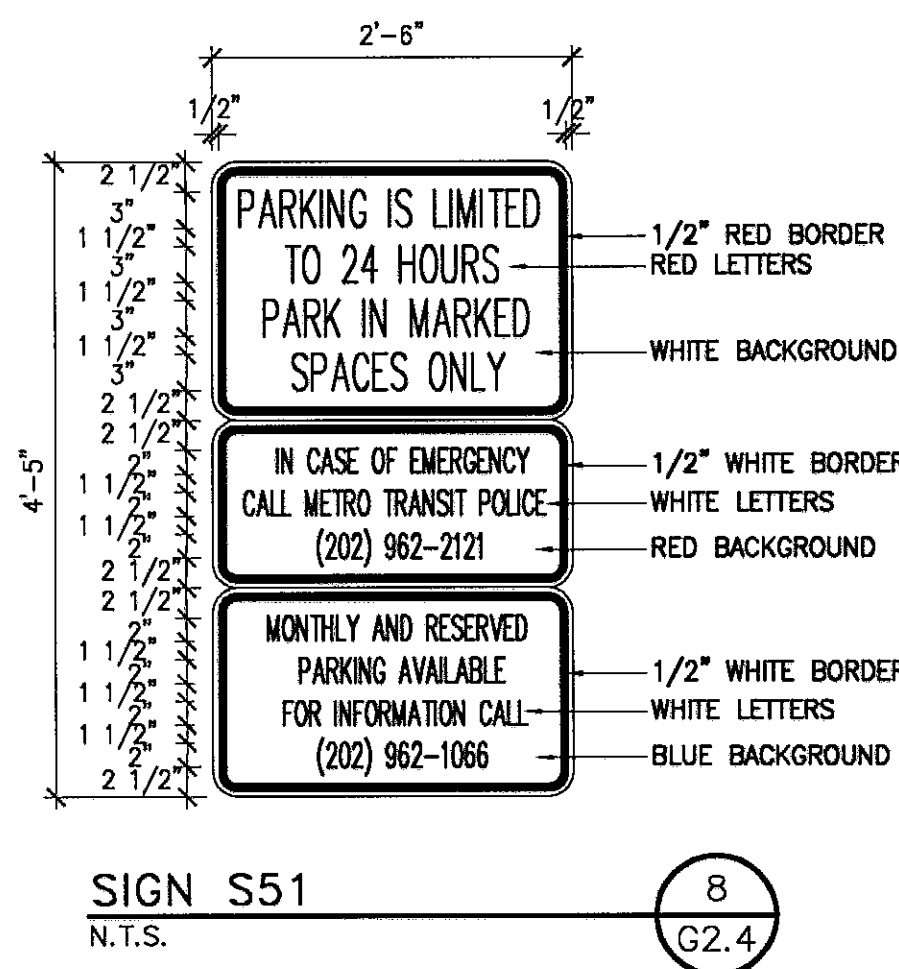 2'-6"
1/2" 1/2"
2 1/2"
3"
1 1/2"
3"
1 1/2"
3"
1 1/2"
3"
2 1/2"
2 1/2"
2"
1 1/2"
2"
1 1/2"
2"
2 1/2"
2 1/2"
2"
1 1/2"
2"
1 1/2"
2"
1 1/2"
2"
2 1/2"
4'-5"
PARKING IS LIMITED
TO 24 HOURS
PARK IN MARKED
SPACES ONLY
1/2" RED BORDER
RED LETTERS
WHITE BACKGROUND
IN CASE OF EMERGENCY
CALL METRO TRANSIT POLICE
(202) 962-2121
1/2" WHITE BORDER
WHITE LETTERS
RED BACKGROUND
MONTHLY AND RESERVED
PARKING AVAILABLE
FOR INFORMATION CALL
(202) 962-1066
1/2" WHITE BORDER
WHITE LETTERS
BLUE BACKGROUND
SIGN S51
N.T.S.
8
G2.4